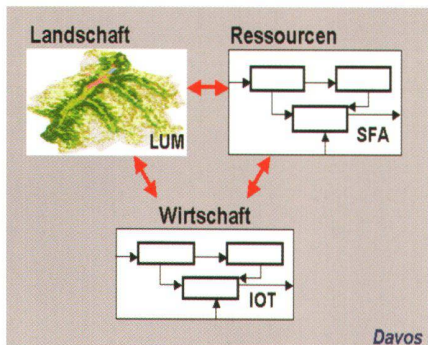 Landschaft
Ressourcen
LUM
SFA
Wirtschaft
IOT
Davos